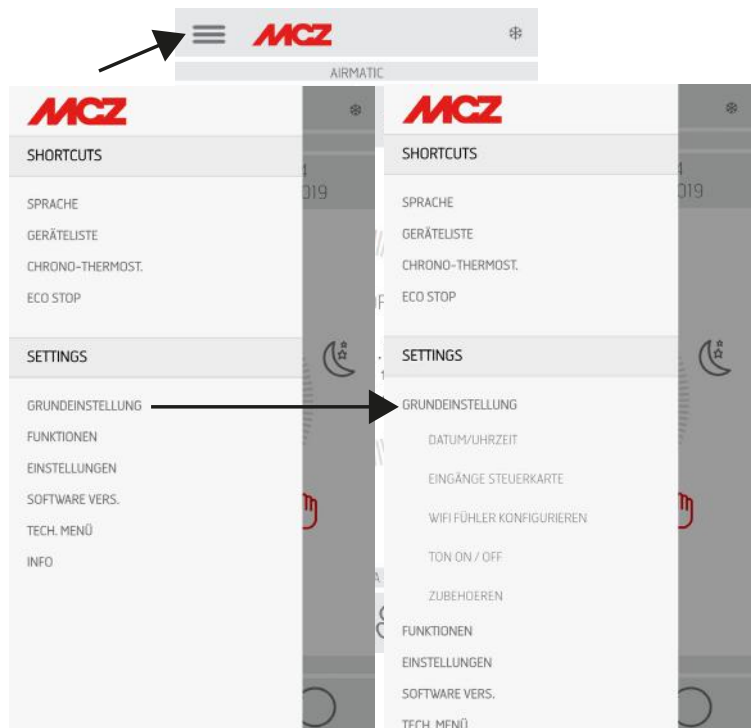 MCZ
AIRMATIC
MCZ
SHORTCUTS
SPRACHE
GERÄTELISTE
CHRONO-THERMOST.
ECO STOP
SETTINGS
GRUNDEINSTELLUNG
FUNKTIONEN
EINSTELLUNGEN
SOFTWARE VERS.
TECH. MENÜ
INFO
019
MCZ
SHORTCUTS
SPRACHE
GERÄTELISTE
CHRONO-THERMOST.
ECO STOP
SETTINGS
GRUNDEINSTELLUNG
DATUM/UHRZEIT
EINGÄNGE STEUERKARTE
WIFI FÜHLER KONFIGURIEREN
TON ON / OFF
ZUBEHOEREN
FUNKTIONEN
EINSTELLUNGEN
SOFTWARE VERS.
TECH. MENÜ
019